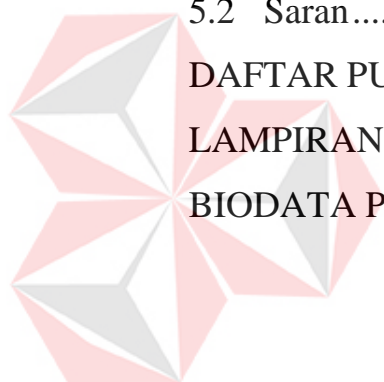 5.2 Saran....
DAFTAR PU
LAMPIRAN
BIODATA P